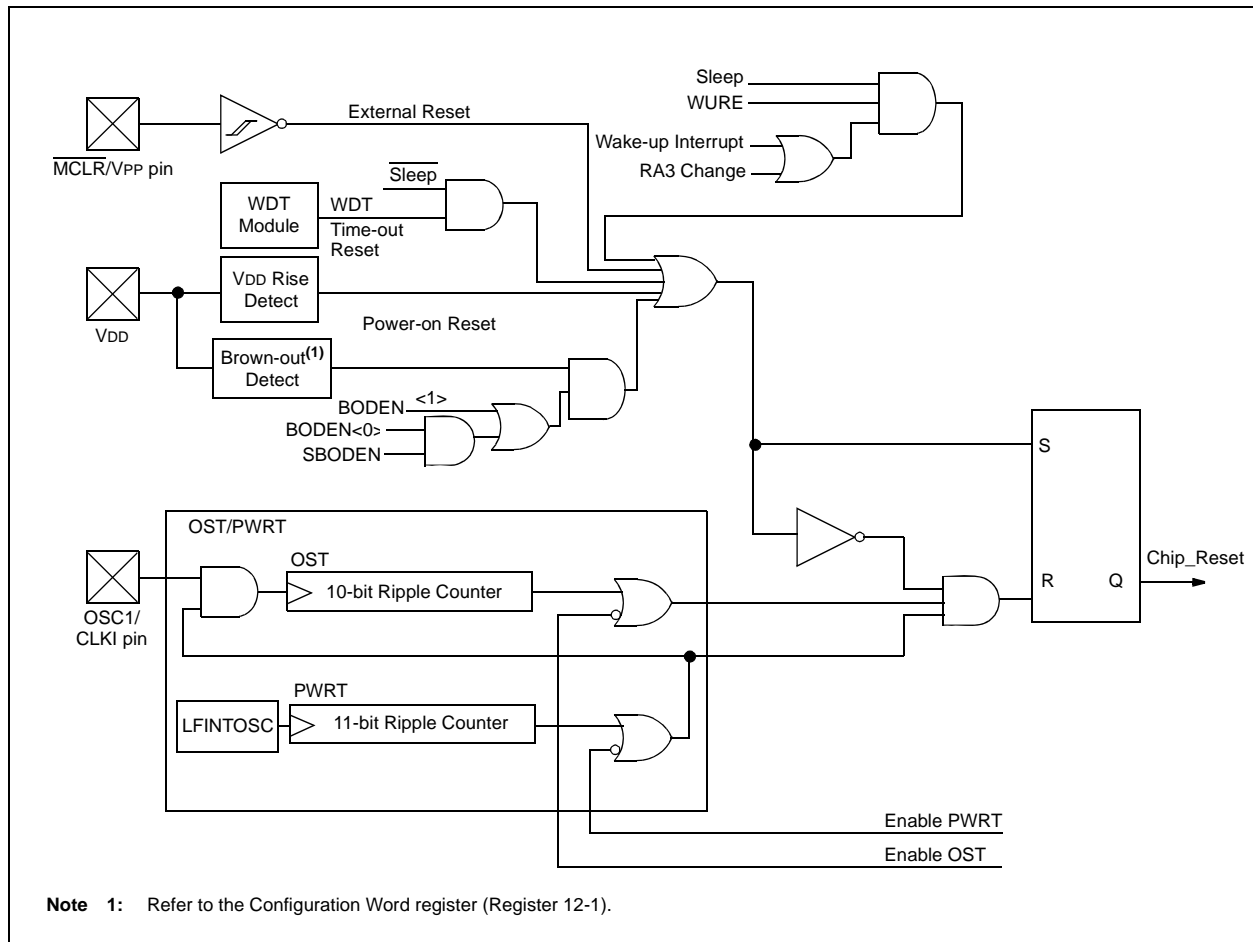 Sleep
WURE
External Reset
Wake-up Interrupt
RA3 Change
MCLR/VPP pin
Sleep
WDT
Module
WDT
Time-out
Reset
VDD Rise
Detect
VDD
Power-on Reset
Brown-out(1)
Detect
BODEN <1>
BODEN<0>
SBODEN
S
OST/PWRT
OST
10-bit Ripple Counter
OSC1/
CLKI pin
R
Q
Chip_Reset
PWRT
LFINTOSC
11-bit Ripple Counter
Enable PWRT
Enable OST
Note 1: Refer to the Configuration Word register (Register 12-1).